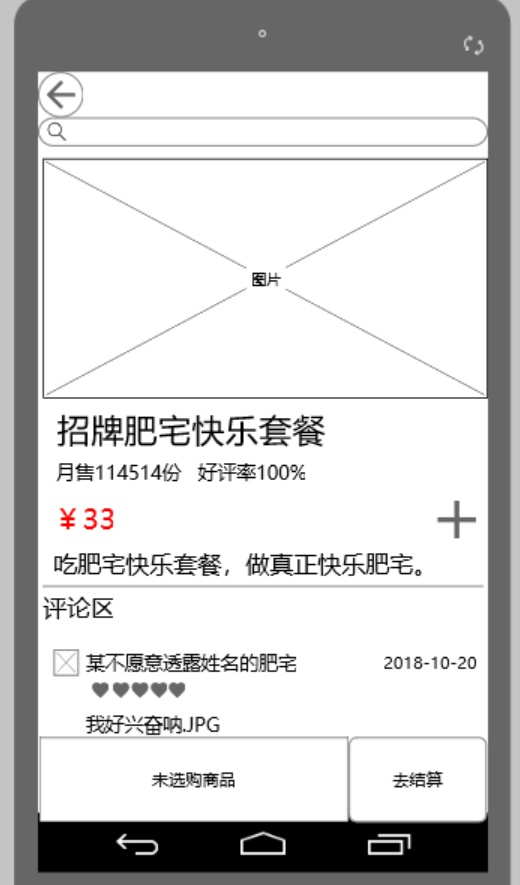 图片
招牌肥宅快乐套餐
月售114514份 好评率100%
￥33
吃肥宅快乐套餐，做真正快乐肥宅。
评论区
某不愿意透露姓名的肥宅 2018-10-20
我好兴奋呐.JPG
未选购商品 去结算